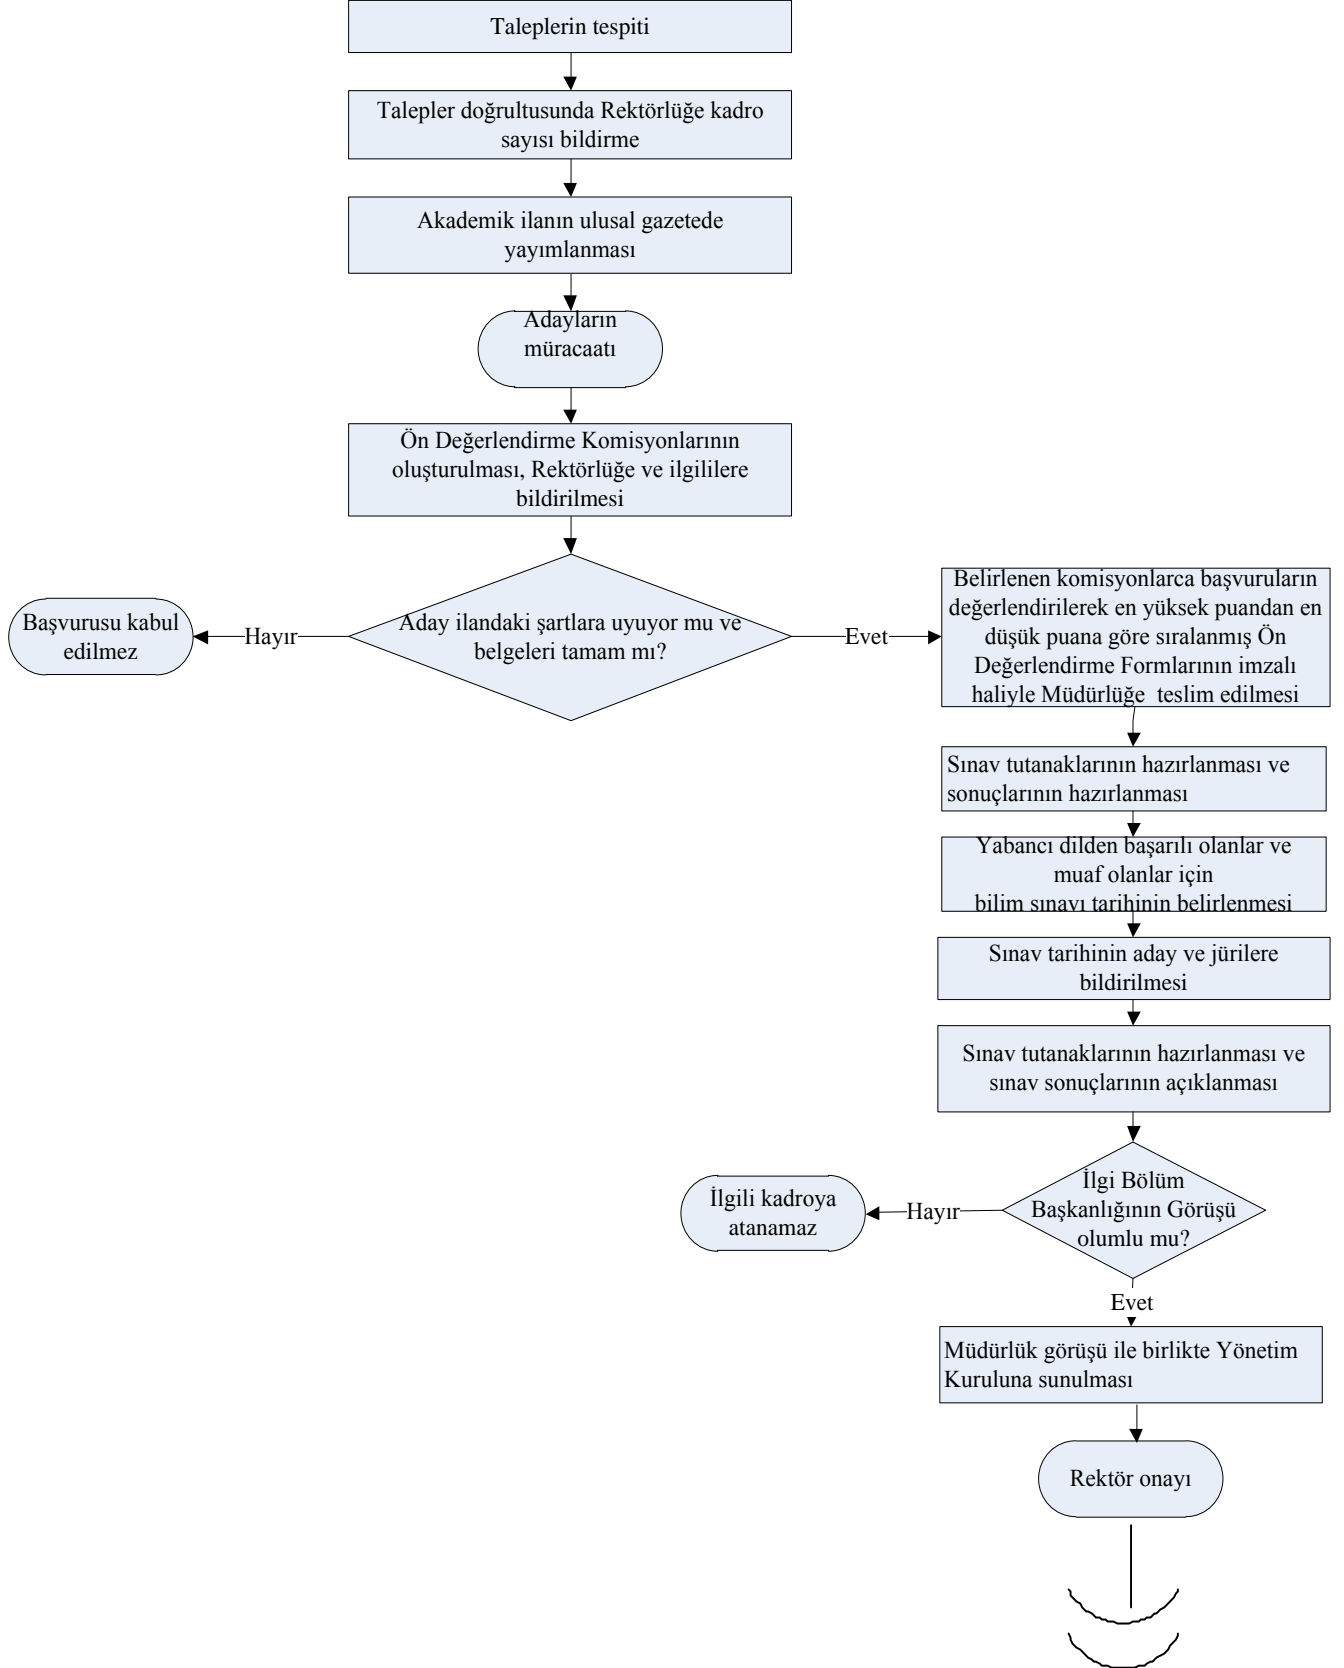 Taleplerin tespiti
Talepler doğrultusunda Rektörlüğe kadro
sayısı bildirme
Akademik ilanın ulusal gazetede
yayımlanması
Adayların
müracaatı
Ön Değerlendirme Komisyonlarının
oluşturulması, Rektörlüğe ve ilgililere
bildirilmesi
Aday ilandaki şartlara uyuyor mu ve
belgeleri tamam mı?
Hayır
Başvurusu kabul
edilmez
Evet
Belirlenen komisyonlarca başvuruların
değerlendirilerek en yüksek puandan en
düşük puana göre sıralanmış Ön
Değerlendirme Formlarının imzalı
haliyle Müdürlüğe  teslim edilmesi
Sınav tutanaklarının hazırlanması ve
sonuçlarının hazırlanması
Yabancı dilden başarılı olanlar ve
muaf olanlar için
bilim sınavı tarihinin belirlenmesi
Sınav tarihinin aday ve jürilere
bildirilmesi
Sınav tutanaklarının hazırlanması ve
sınav sonuçlarının açıklanması
İlgi Bölüm
Başkanlığının Görüşü
olumlu mu?
Hayır
İlgili kadroya
atanamaz
Evet
Müdürlük görüşü ile birlikte Yönetim
Kuruluna sunulması
Rektör onayı